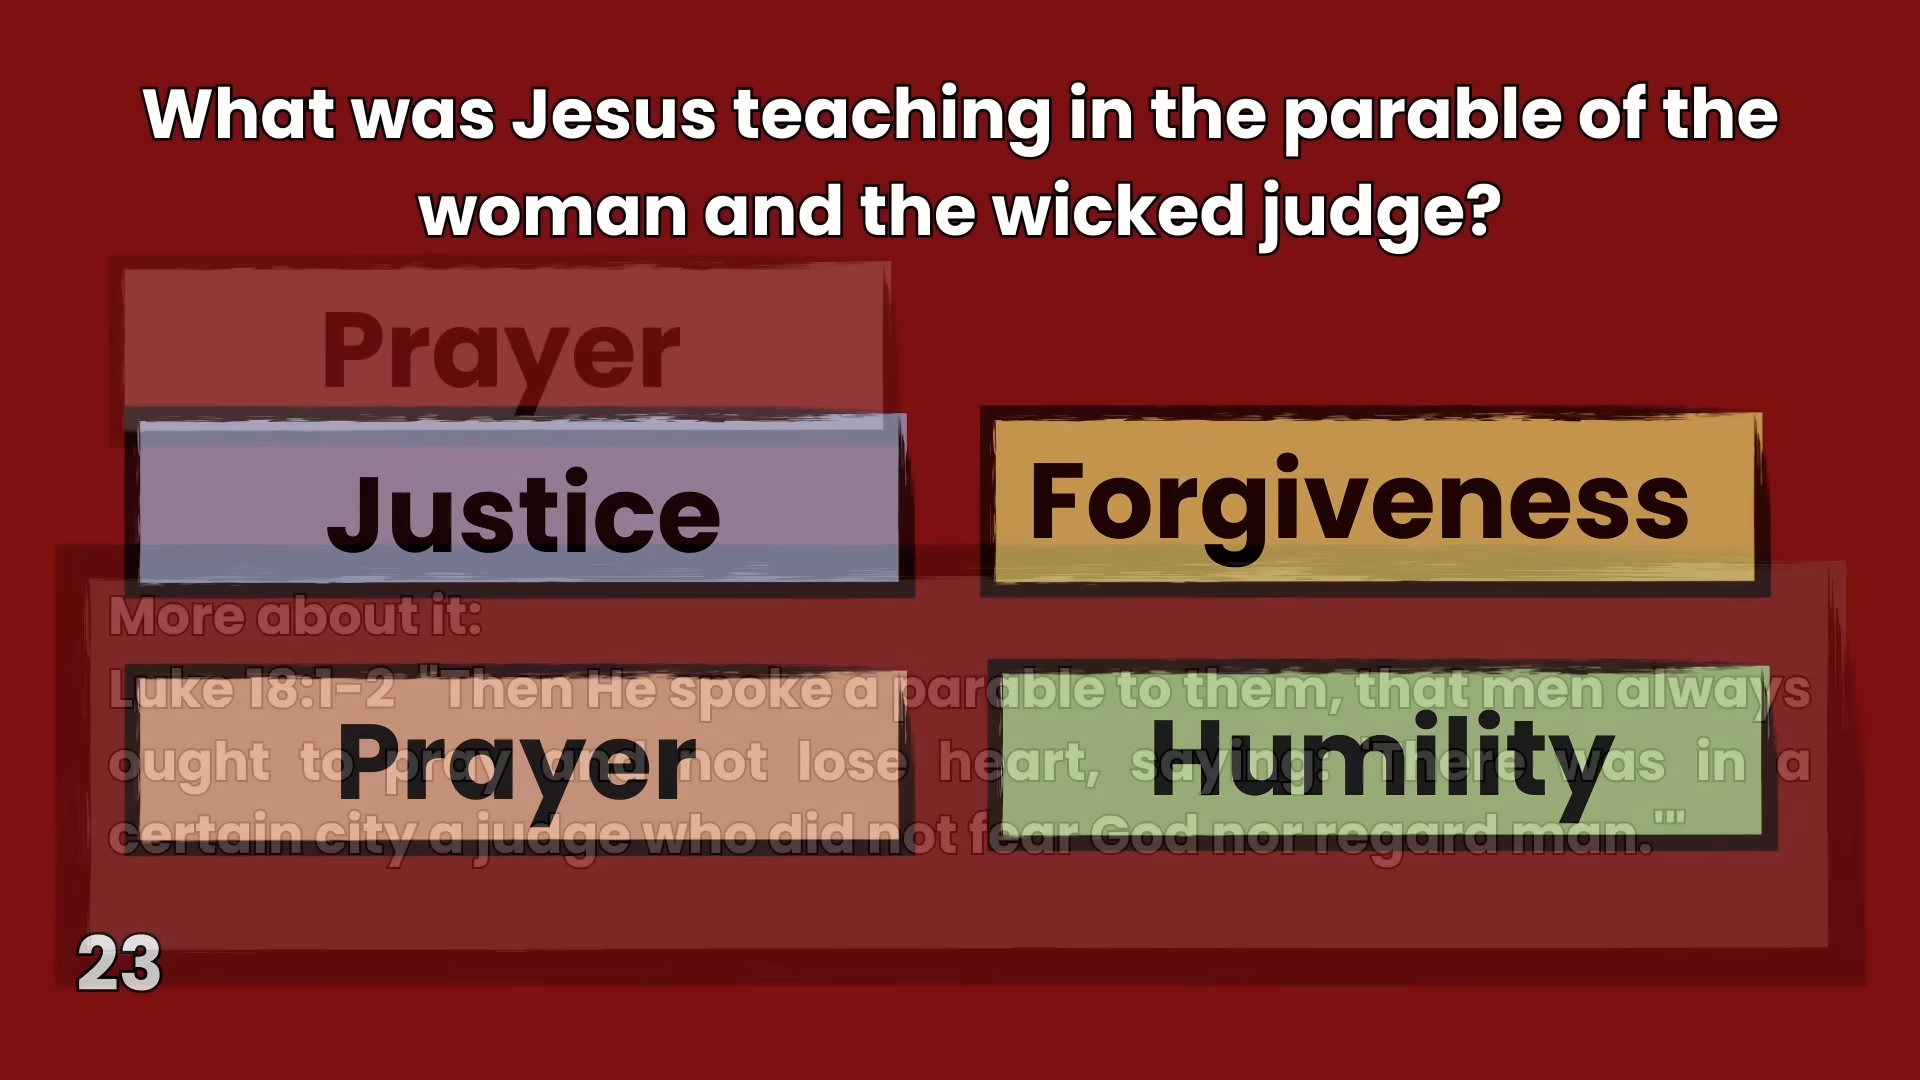 What was Jesus teaching in the parable of the
woman and the wicked judge?
Prayer
Justice
Forgiveness
More about it:
Luke 18:1-2 "Then He spoke a parable to them, that men always
ought to pray and not lose heart, saying: 'There was in a
certain city a judge who did not fear God nor regard man.'"
Prayer
Humility
23